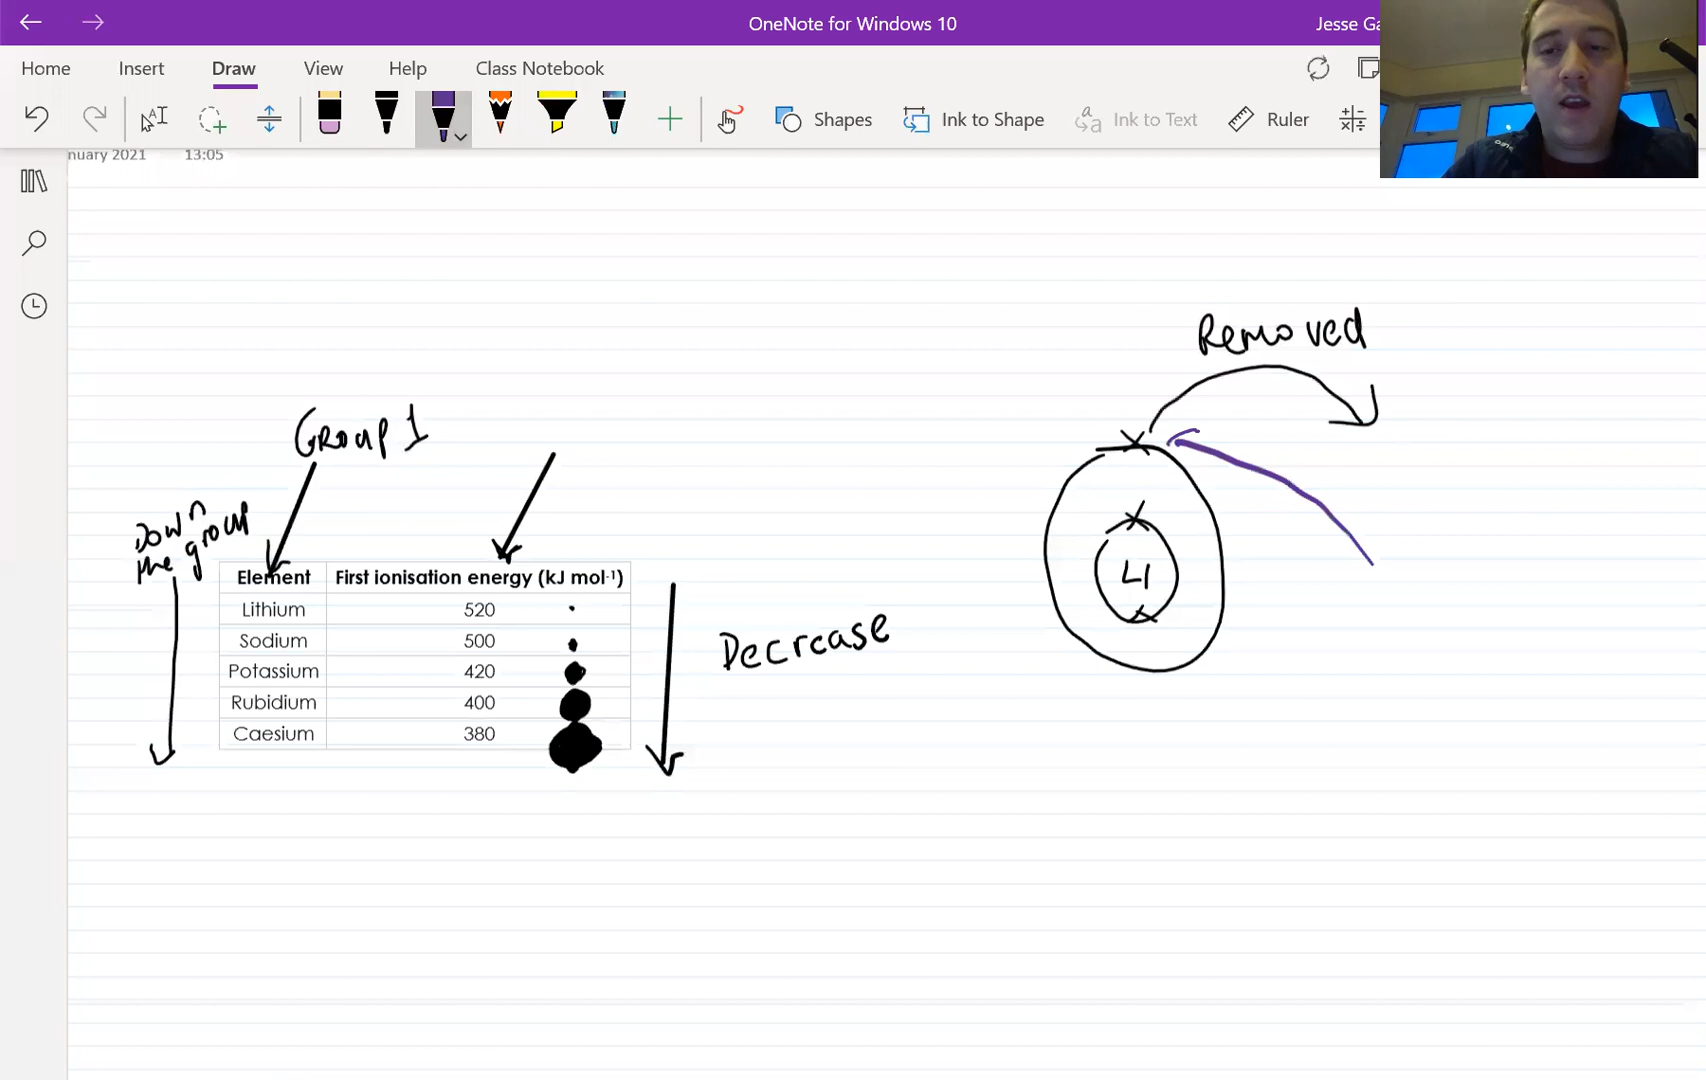 OneNote for Windows 10
Jesse Ga
Home Insert Draw View Help Class Notebook
Shapes Ink to Shape Ink to Text Ruler
nuary 2021 13:05
Removed
Group 1
Down
the group
Element First ionisation energy (kJ mol-1)
Lithium 520
Sodium 500
Potassium 420
Rubidium 400
Caesium 380
Decrease
Li